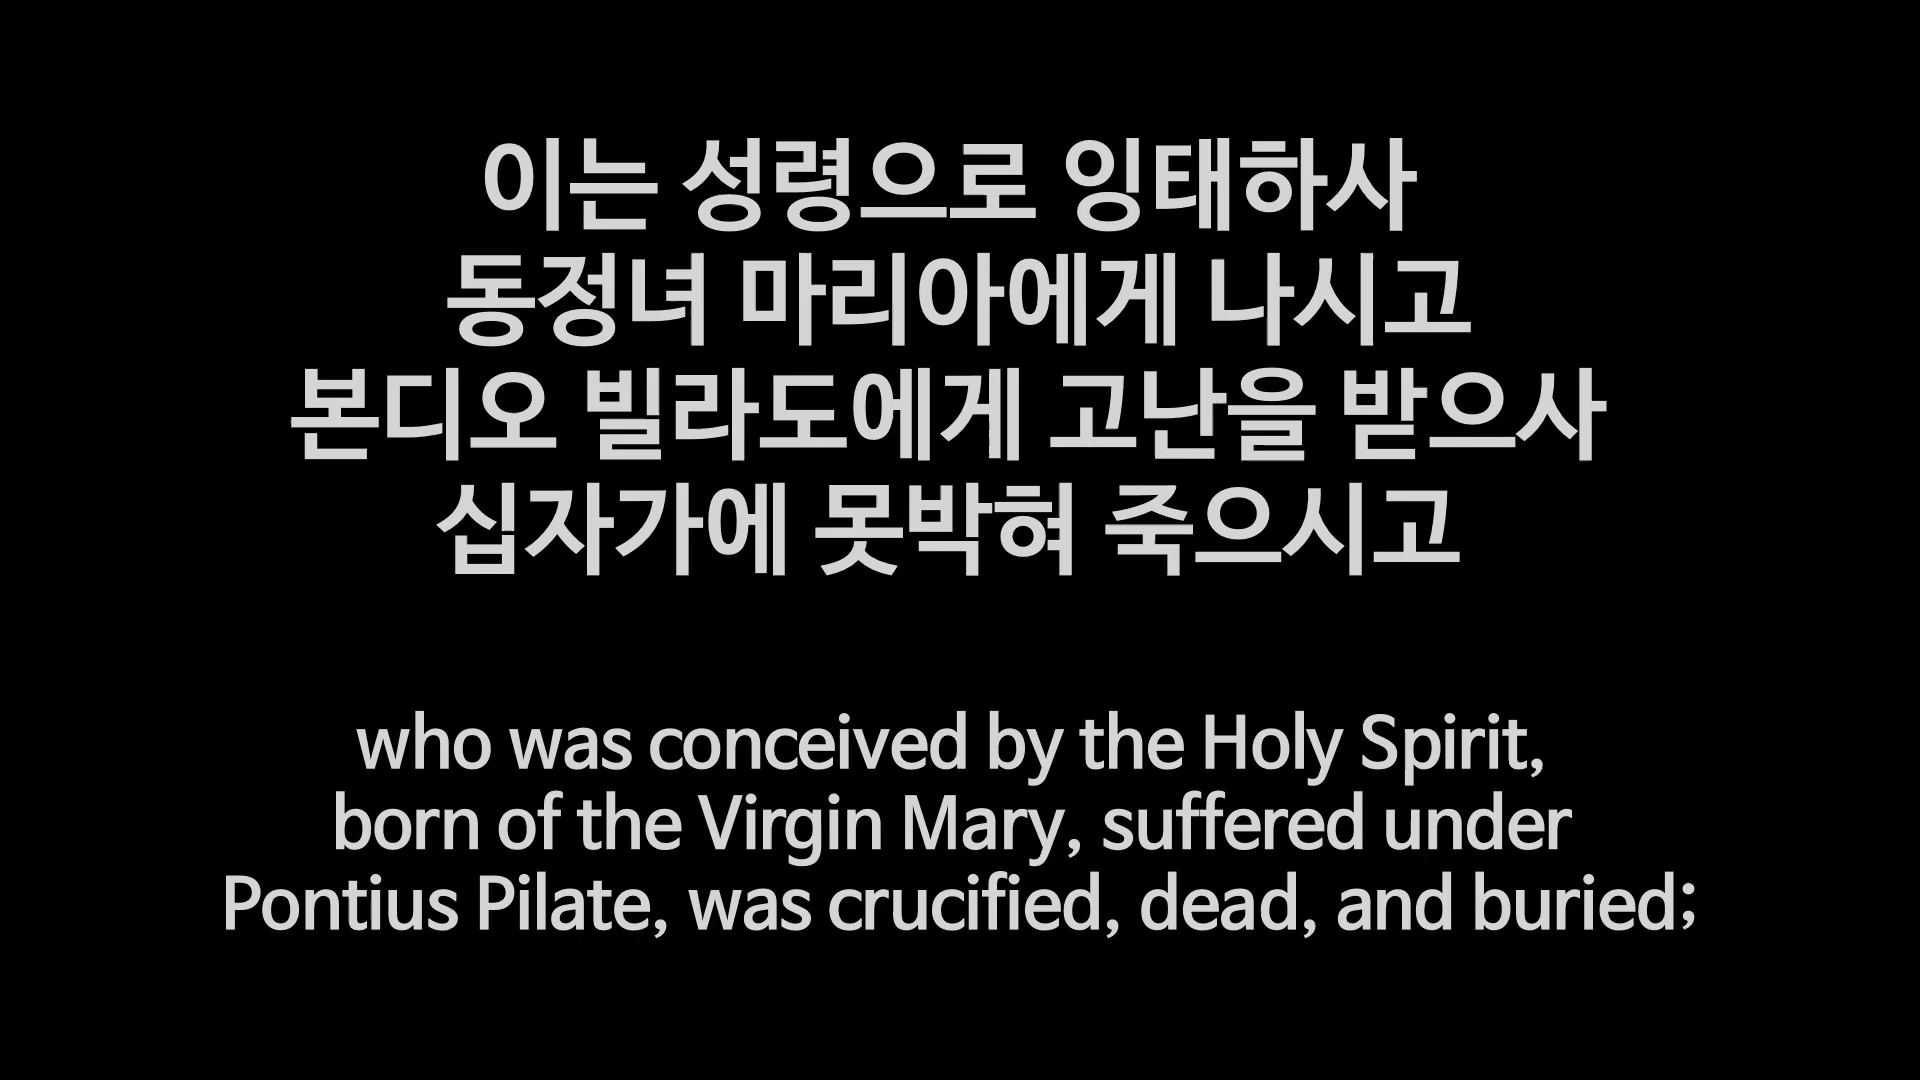 이는 성령으로 잉태하사
동정녀 마리아에게 나시고
본디오 빌라도에게 고난을 받으사
십자가에 못박혀 죽으시고
who was conceived by the Holy Spirit,
born of the Virgin Mary, suffered under
Pontius Pilate, was crucified, dead, and buried;